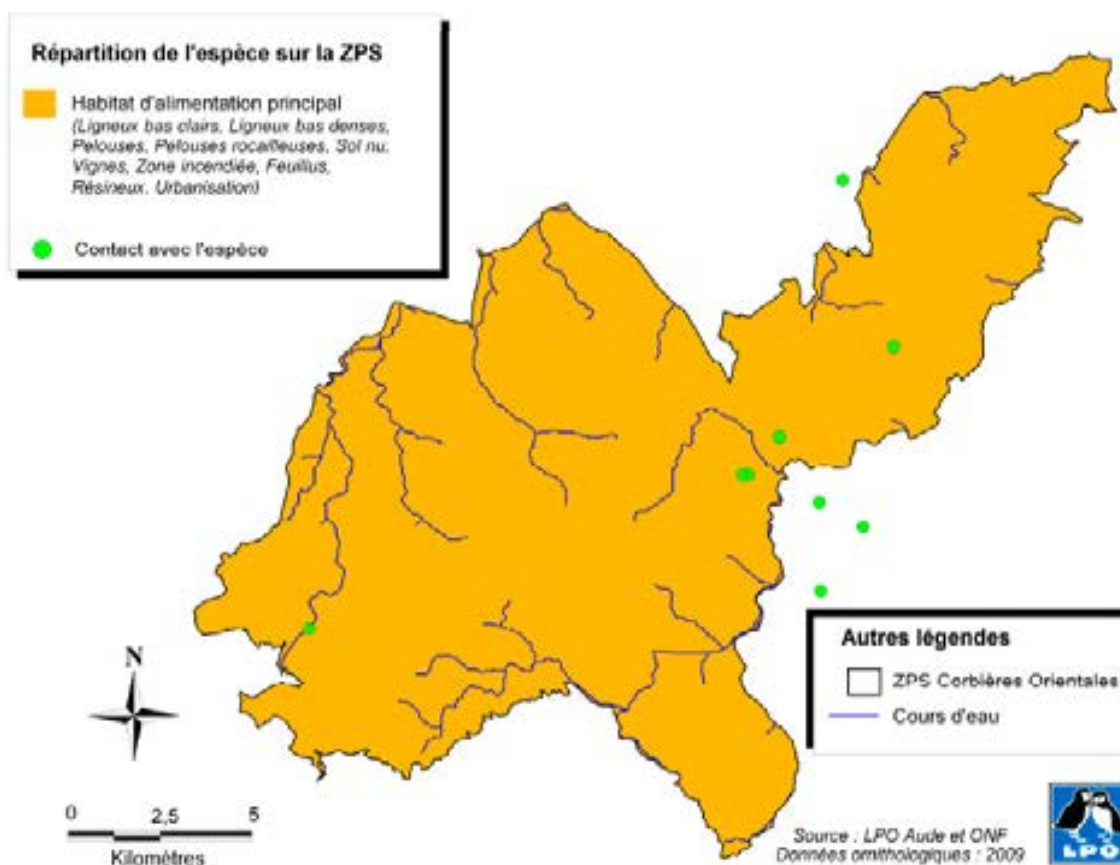 Répartition de l'espèce sur la ZPS
Habitat d'alimentation principal
(Ligneux bas clairs, Ligneux bas denses,
Pelouses, Pelouses rocailleuses, Sol nu,
Vignes, Zone incendiée, Feuillus,
Résineux, Urbanisation)
Contact avec l'espèce
N
0 2,5 5
Kilomètres
Autres légendes
ZPS Corbières Orientales
Cours d'eau
Source : LPO Aude et ONF
Données ornithologiques : 2009
LPO